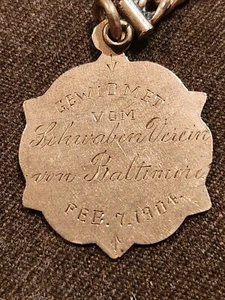 GEWIDMET
VOM
Schwaben Verein
von Baltimore
FEB. 7. 1904.